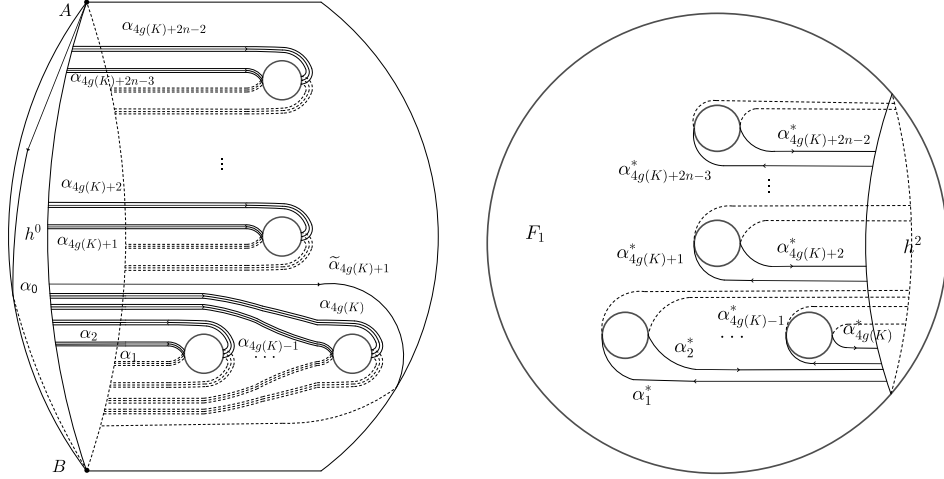 A
α_{4g(K)+2n-2}
α_{4g(K)+2n-3}
⋮
α_{4g(K)+2}
h^0
α_{4g(K)+1}
α_0
α̃_{4g(K)+1}
α_{4g(K)}
α_2
α_1
α_{4g(K)-1}
...
B
α^*_{4g(K)+2n-2}
α^*_{4g(K)+2n-3}
⋮
F_1
α^*_{4g(K)+1}
α^*_{4g(K)+2}
h^2
α^*_{4g(K)-1}
α^*_{4g(K)}
α^*_2
...
α^*_1